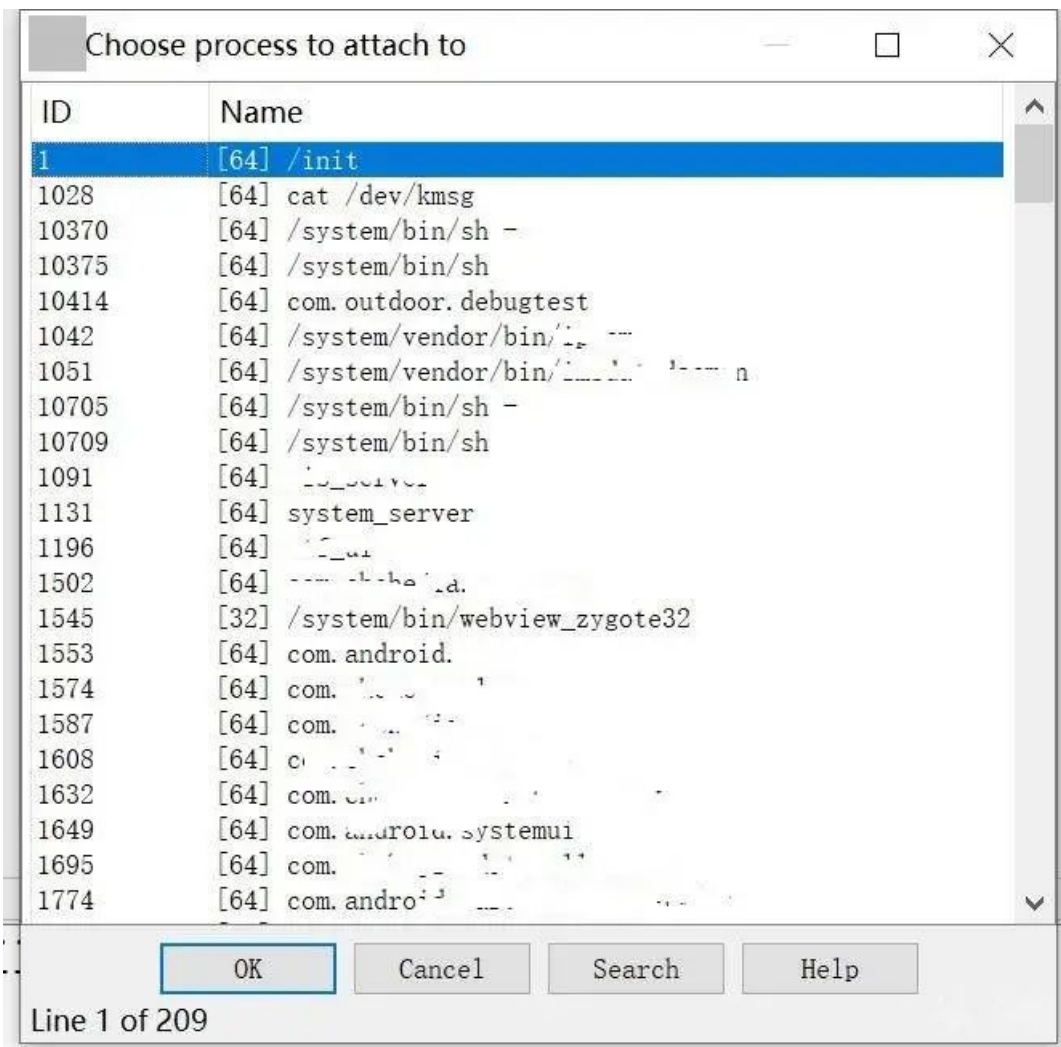 Choose process to attach to
ID Name
1 [64] /init
1028 [64] cat /dev/kmsg
10370 [64] /system/bin/sh -
10375 [64] /system/bin/sh
10414 [64] com.outdoor.debugtest
1042 [64] /system/vendor/bin/
1051 [64] /system/vendor/bin/
10705 [64] /system/bin/sh -
10709 [64] /system/bin/sh
1091 [64]
1131 [64] system_server
1196 [64]
1502 [64]
1545 [32] /system/bin/webview_zygote32
1553 [64] com.android.
1574 [64] com.
1587 [64] com.
1608 [64]
1632 [64] com.
1649 [64] com.android.systemui
1695 [64] com.
1774 [64]
OK Cancel Search Help
Line 1 of 209